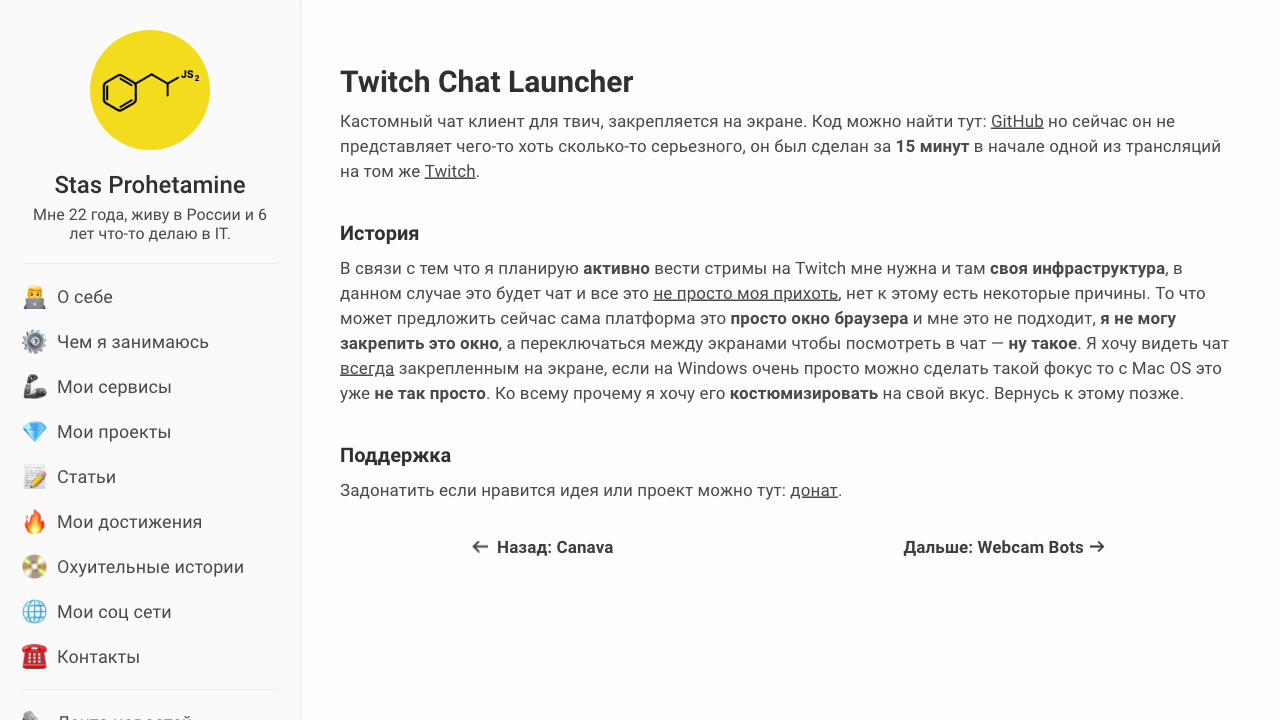 JS2
Stas Prohetamine
Мне 22 года, живу в России и 6
лет что-то делаю в IT.
О себе
Чем я занимаюсь
Мои сервисы
Мои проекты
Статьи
Мои достижения
Охуительные истории
Мои соц сети
Контакты
Twitch Chat Launcher
Кастомный чат клиент для твич, закрепляется на экране. Код можно найти тут: GitHub но сейчас он не
представляет чего-то хоть сколько-то серьезного, он был сделан за 15 минут в начале одной из трансляций
на том же Twitch.
История
В связи с тем что я планирую активно вести стримы на Twitch мне нужна и там своя инфраструктура, в
данном случае это будет чат и все это не просто моя прихоть, нет к этому есть некоторые причины. То что
может предложить сейчас сама платформа это просто окно браузера и мне это не подходит, я не могу
закрепить это окно, а переключаться между экранами чтобы посмотреть в чат — ну такое. Я хочу видеть чат
всегда закрепленным на экране, если на Windows очень просто можно сделать такой фокус то с Mac OS это
уже не так просто. Ко всему прочему я хочу его костюмизировать на свой вкус. Вернусь к этому позже.
Поддержка
Задонатить если нравится идея или проект можно тут: донат.
← Назад: Canava
Дальше: Webcam Bots →